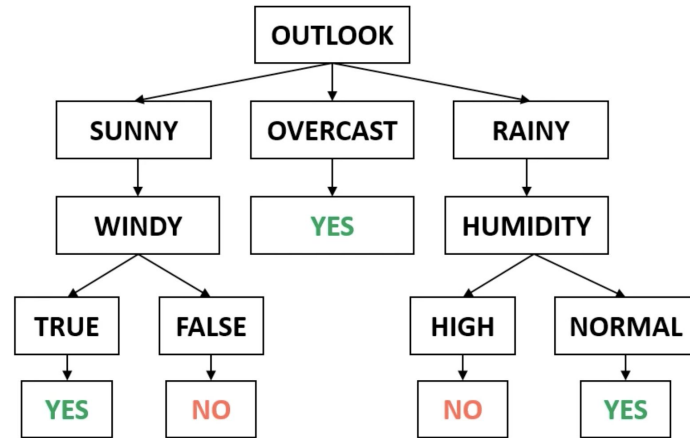 OUTLOOK
SUNNY
OVERCAST
RAINY
WINDY
YES
HUMIDITY
TRUE
FALSE
HIGH
NORMAL
YES
NO
NO
YES